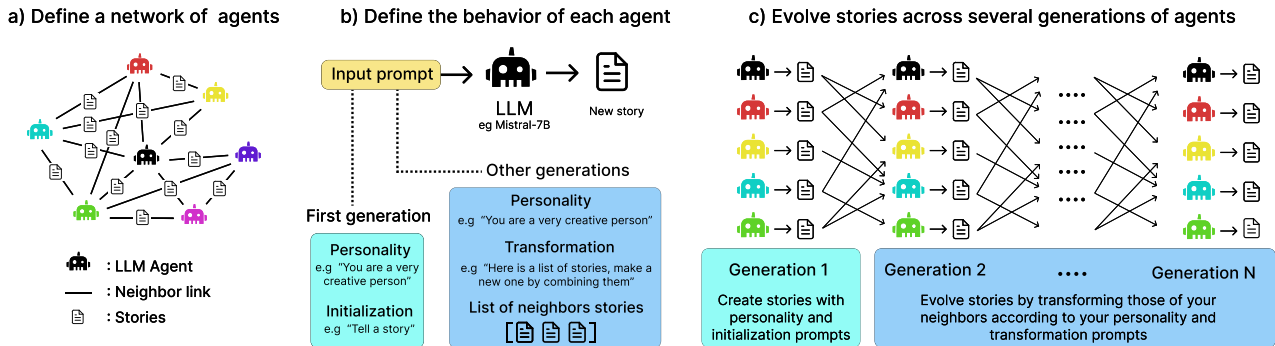 a) Define a network of agents
: LLM Agent
: Neighbor link
: Stories
b) Define the behavior of each agent
Input prompt
LLM
eg Mistral-7B
New story
Other generations
First generation
Personality
e.g "You are a very
creative person"
Initialization
e.g "Tell a story"
Personality
e.g "You are a very creative person"
Transformation
e.g "Here is a list of stories, make a
new one by combining them"
List of neighbors stories
[ ]
c) Evolve stories across several generations of agents
....
....
....
....
....
Generation 1
Create stories with
personality and
initialization prompts
Generation 2
....
Generation N
Evolve stories by transforming those of your
neighbors according to your personality and
transformation prompts